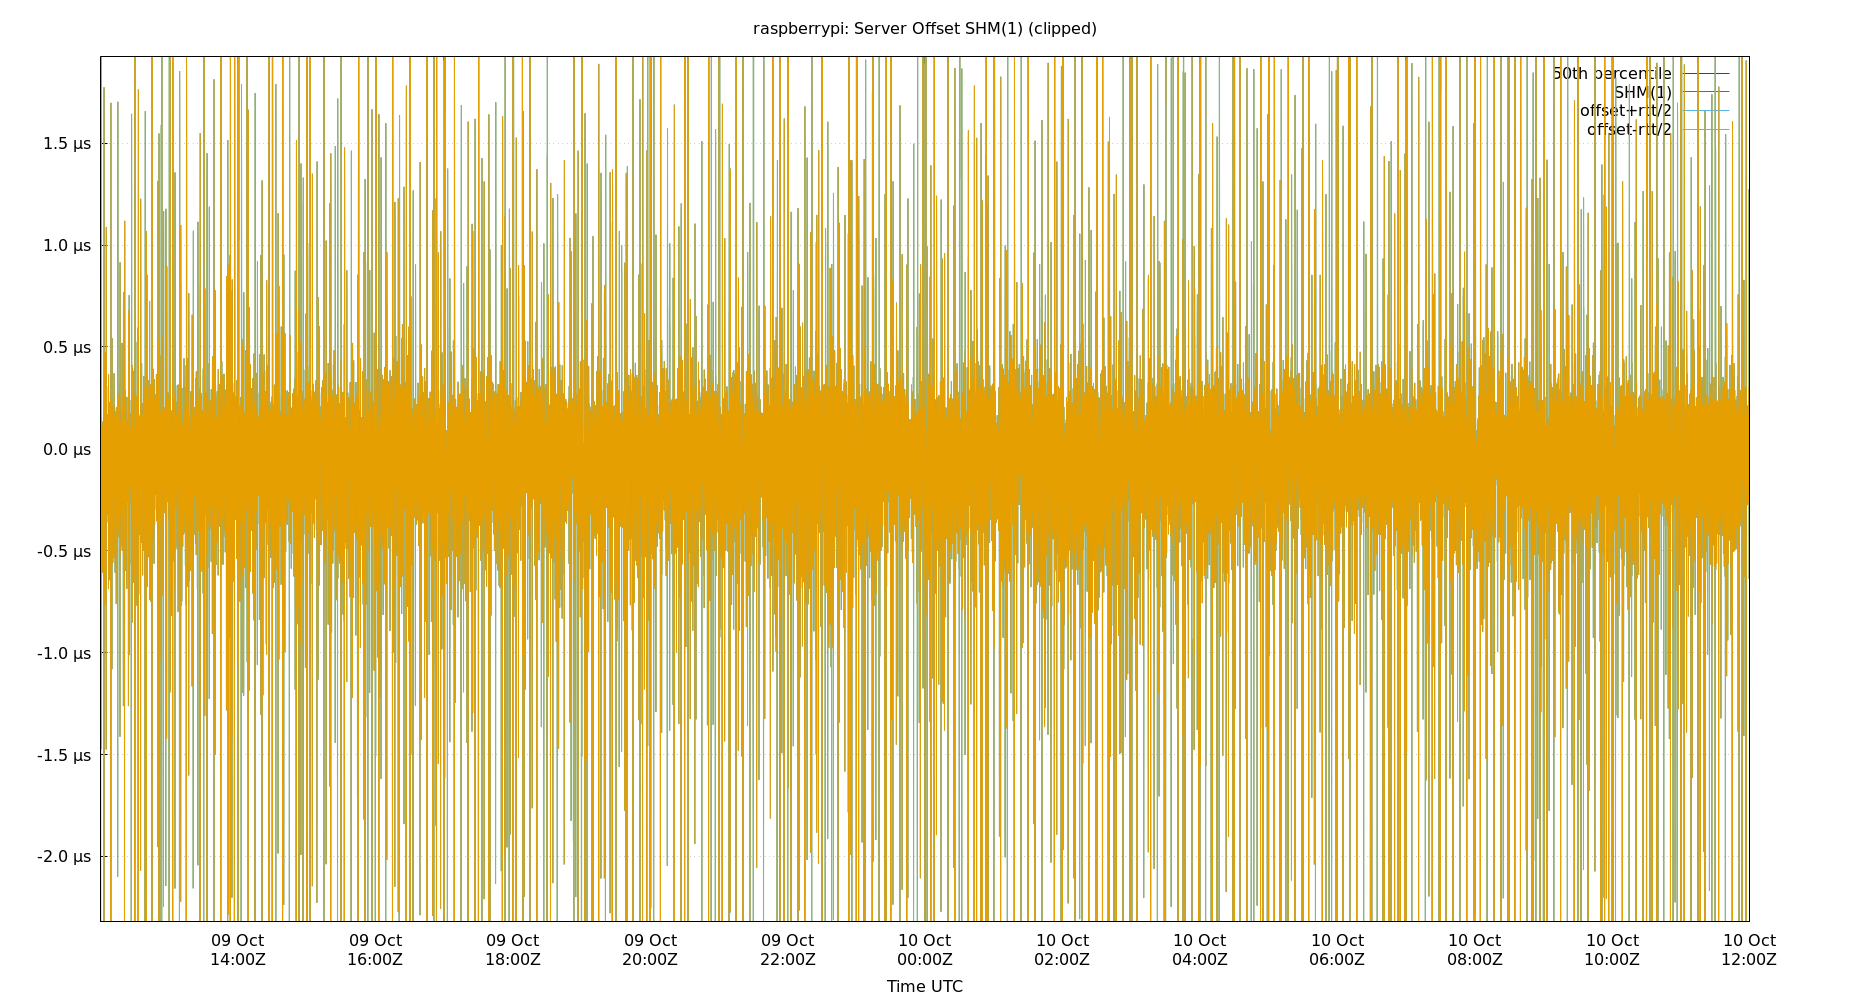 raspberrypi: Server Offset SHM(1) (clipped)
50th percentile
SHM(1)
offset+rtt/2
offset-rtt/2
1.5 µs
1.0 µs
0.5 µs
0.0 µs
-0.5 µs
-1.0 µs
-1.5 µs
-2.0 µs
09 Oct 09 Oct 09 Oct 09 Oct 09 Oct 10 Oct 10 Oct 10 Oct 10 Oct 10 Oct 10 Oct 10 Oct
14:00Z 16:00Z 18:00Z 20:00Z 22:00Z 00:00Z 02:00Z 04:00Z 06:00Z 08:00Z 10:00Z 12:00Z
Time UTC